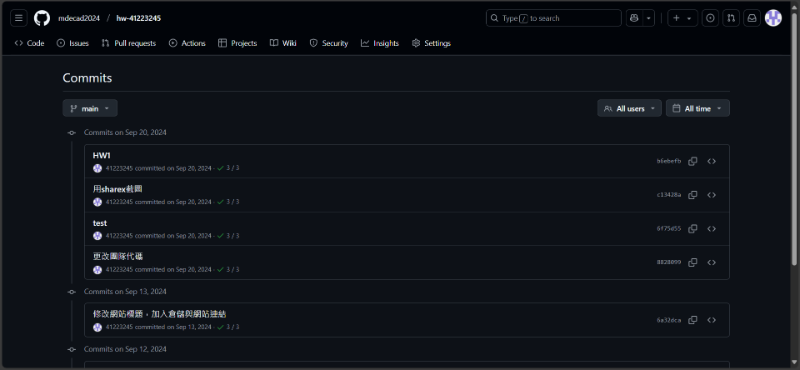 mdecad2024 / hw-41223245
Type / to search
Code Issues Pull requests Actions Projects Wiki Security Insights Settings
Commits
main
All users All time
Commits on Sep 20, 2024
HW1
41223245 committed on Sep 20, 2024 · 3 / 3
b6ebefb
用sharex截圖
41223245 committed on Sep 20, 2024 · 3 / 3
c13428a
test
41223245 committed on Sep 20, 2024 · 3 / 3
6f75d55
更改團隊代碼
41223245 committed on Sep 20, 2024 · 3 / 3
8828099
Commits on Sep 13, 2024
修改網站標題,加入倉儲與網站連結
41223245 committed on Sep 13, 2024 · 3 / 3
6a32dca
Commits on Sep 12, 2024